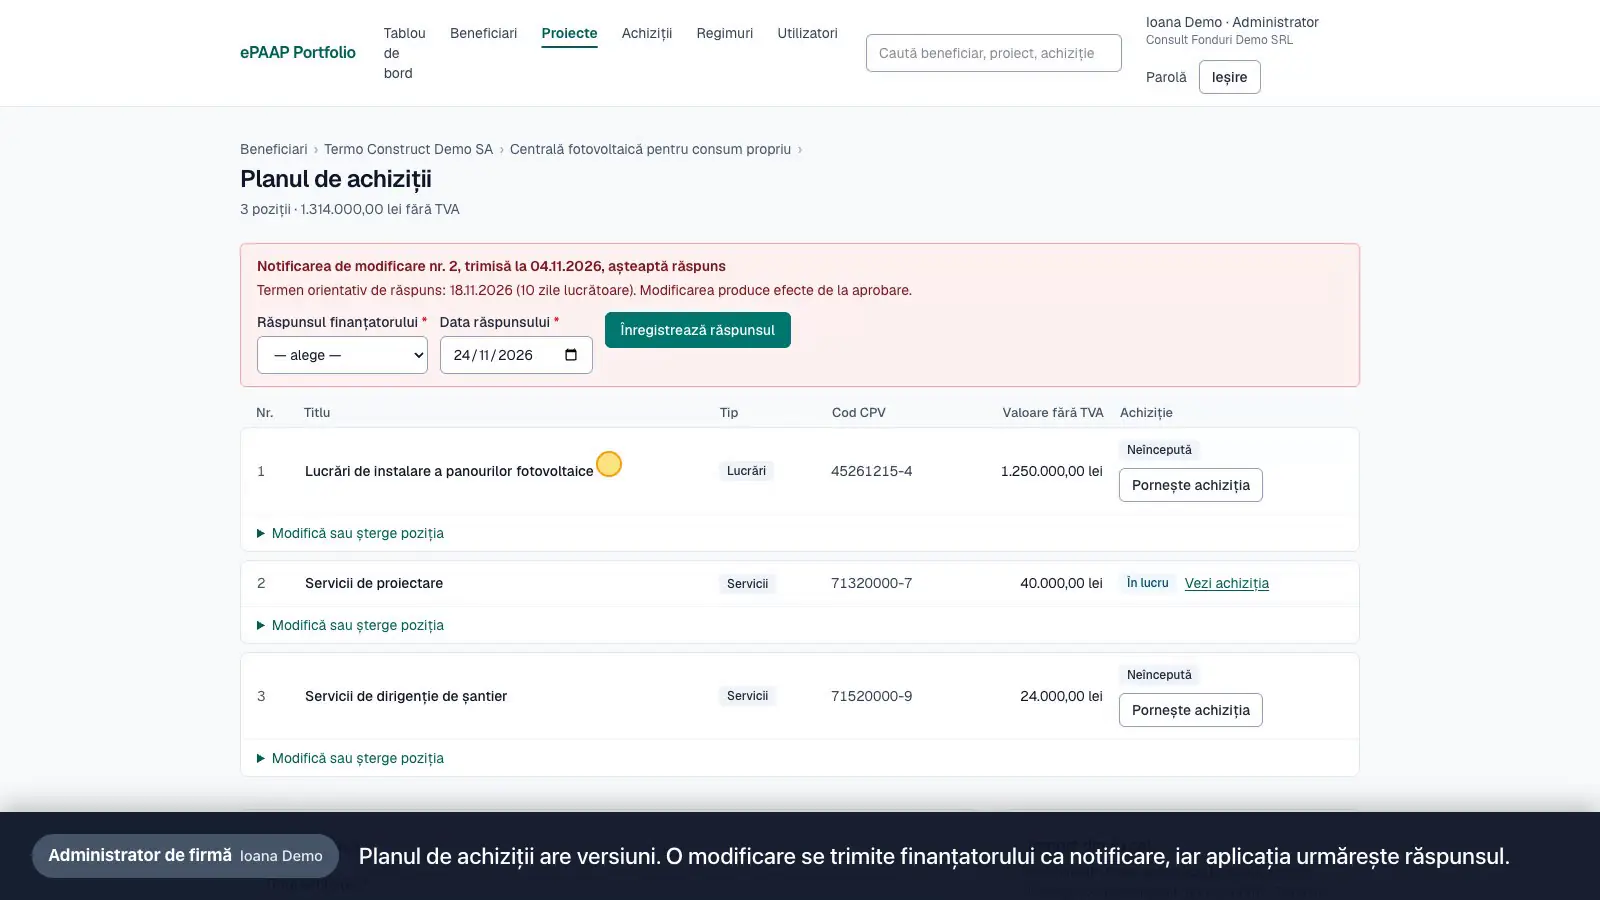 ePAAP Portfolio
Tablou de bord
Beneficiari
Proiecte
Achiziții
Regimuri
Utilizatori
Caută beneficiar, proiect, achiziție
Ioana Demo · Administrator
Consult Fonduri Demo SRL
Parolă
Ieșire
Beneficiari › Termo Construct Demo SA › Centrală fotovoltaică pentru consum propriu ›
Planul de achiziții
3 poziții · 1.314.000,00 lei fără TVA
Notificarea de modificare nr. 2, trimisă la 04.11.2026, așteaptă răspuns
Termen orientativ de răspuns: 18.11.2026 (10 zile lucrătoare). Modificarea produce efecte de la aprobare.
Răspunsul finanțatorului * Data răspunsului *
— alege — 24/11/2026 Înregistrează răspunsul
Nr. Titlu Tip Cod CPV Valoare fără TVA Achiziție
1 Lucrări de instalare a panourilor fotovoltaice Lucrări 45261215-4 1.250.000,00 lei Neîncepută
Pornește achiziția
Modifică sau șterge poziția
2 Servicii de proiectare Servicii 71320000-7 40.000,00 lei În lucru Vezi achiziția
Modifică sau șterge poziția
3 Servicii de dirigenție de șantier Servicii 71520000-9 24.000,00 lei Neîncepută
Pornește achiziția
Modifică sau șterge poziția
Administrator de firmă Ioana Demo Planul de achiziții are versiuni. O modificare se trimite finanțatorului ca notificare, iar aplicația urmărește răspunsul.